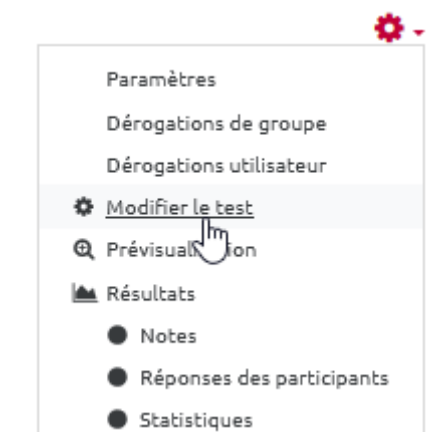 Paramètres
Dérogations de groupe
Dérogations utilisateur
Modifier le test
Résultats
Notes
Réponses des participants
Statistiques